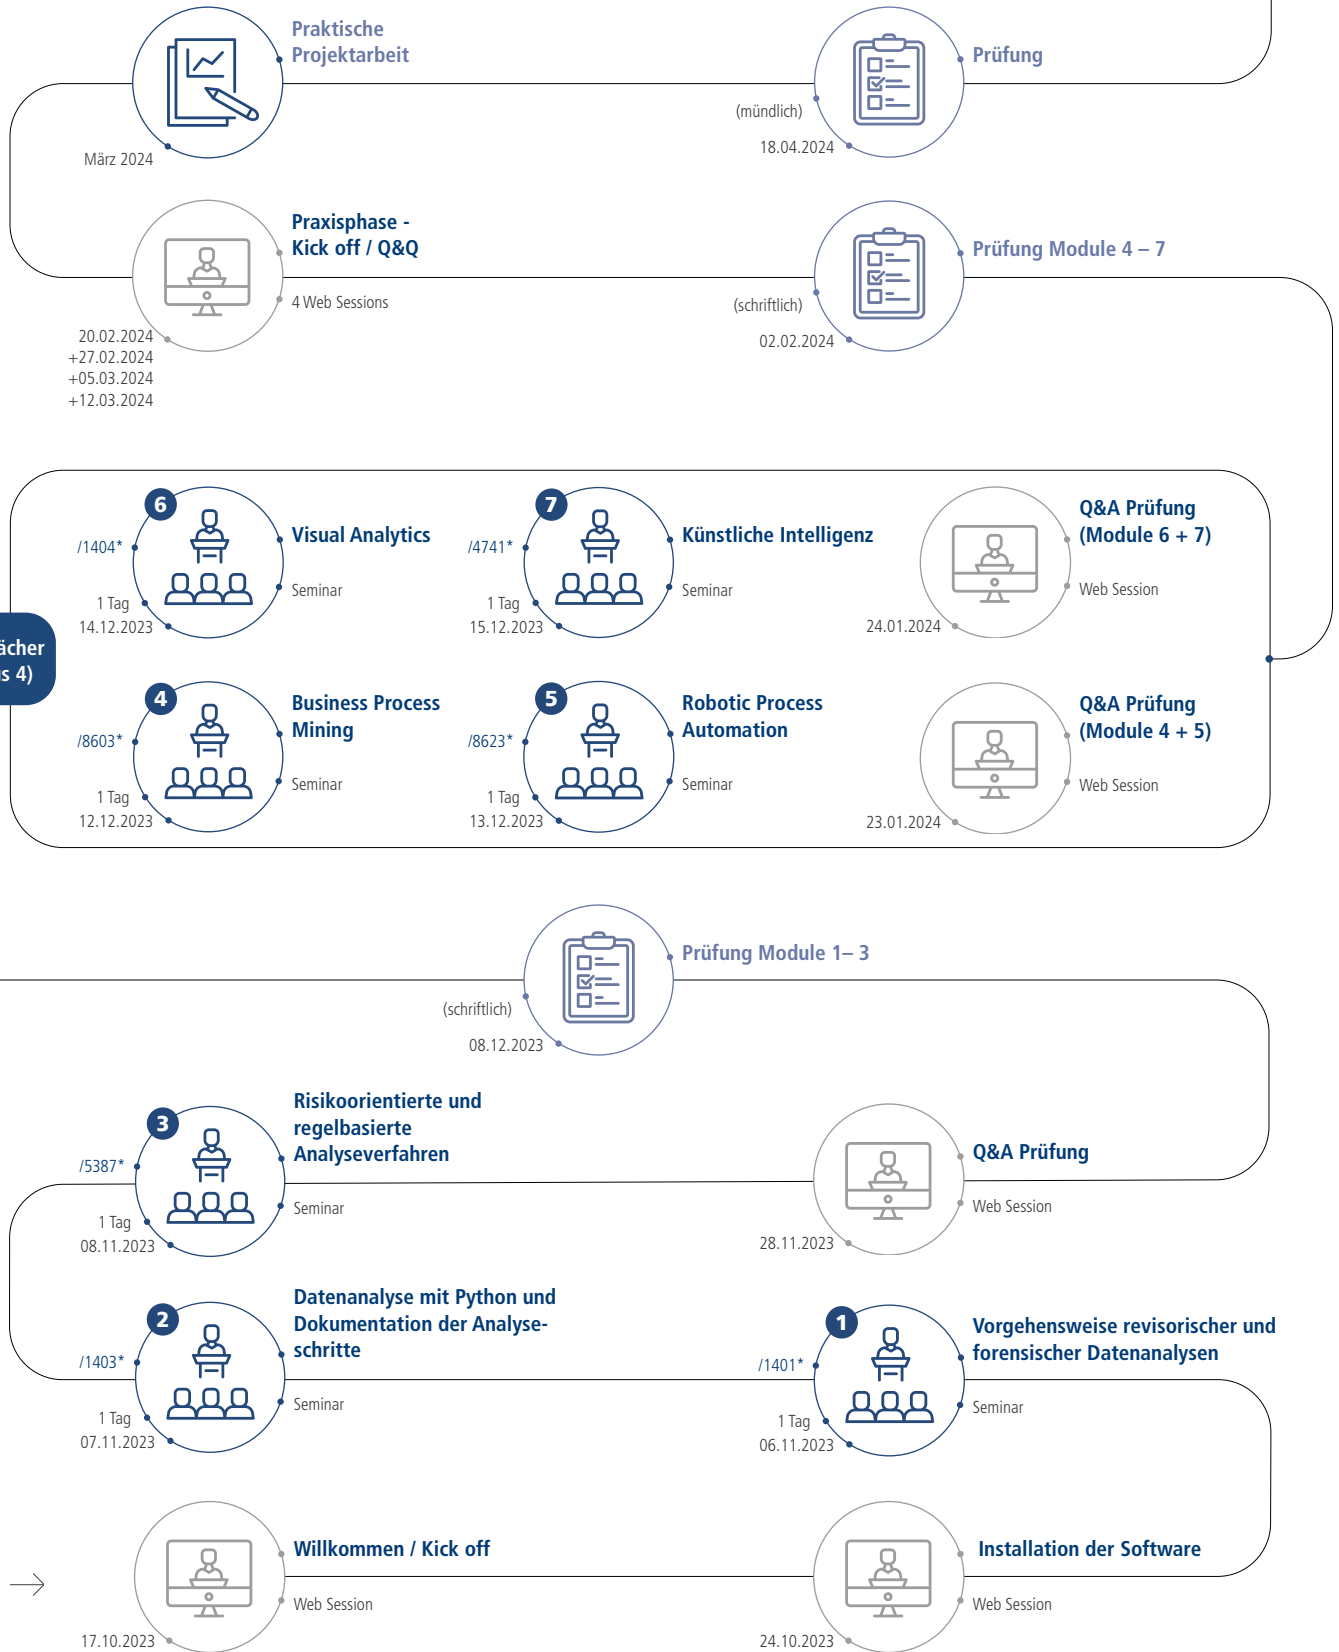 Praktische
Projektarbeit
März 2024
Prüfung
(mündlich)
18.04.2024
Praxisphase -
Kick off / Q&Q
4 Web Sessions
20.02.2024
+27.02.2024
+05.03.2024
+12.03.2024
Prüfung Module 4 – 7
(schriftlich)
02.02.2024
6
Visual Analytics
/1404*
Seminar
1 Tag
14.12.2023
7
Künstliche Intelligenz
/4741*
Seminar
1 Tag
15.12.2023
Q&A Prüfung
(Module 6 + 7)
Web Session
24.01.2024
ächer
s 4)
4
Business Process
Mining
/8603*
Seminar
1 Tag
12.12.2023
5
Robotic Process
Automation
/8623*
Seminar
1 Tag
13.12.2023
Q&A Prüfung
(Module 4 + 5)
Web Session
23.01.2024
Prüfung Module 1– 3
(schriftlich)
08.12.2023
3
Risikoorientierte und
regelbasierte
Analyseverfahren
/5387*
Seminar
1 Tag
08.11.2023
Q&A Prüfung
Web Session
28.11.2023
2
Datenanalyse mit Python und
Dokumentation der Analyse-
schritte
/1403*
Seminar
1 Tag
07.11.2023
1
Vorgehensweise revisorischer und
forensischer Datenanalysen
/1401*
Seminar
1 Tag
06.11.2023
Willkommen / Kick off
Web Session
17.10.2023
Installation der Software
Web Session
24.10.2023